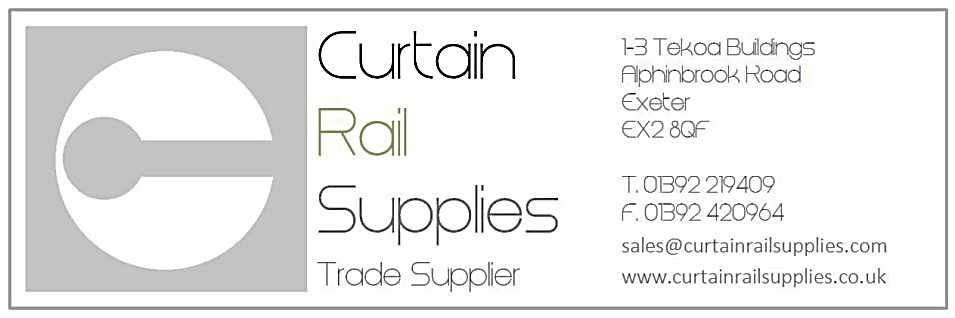 Curtain
Rail
Supplies
Trade Supplier
1-3 Tekoa Buildings
Alphinbrook Road
Exeter
EX2 8QF
T. 01392 219409
F. 01392 420964
sales@curtainrailsupplies.com
www.curtainrailsupplies.co.uk